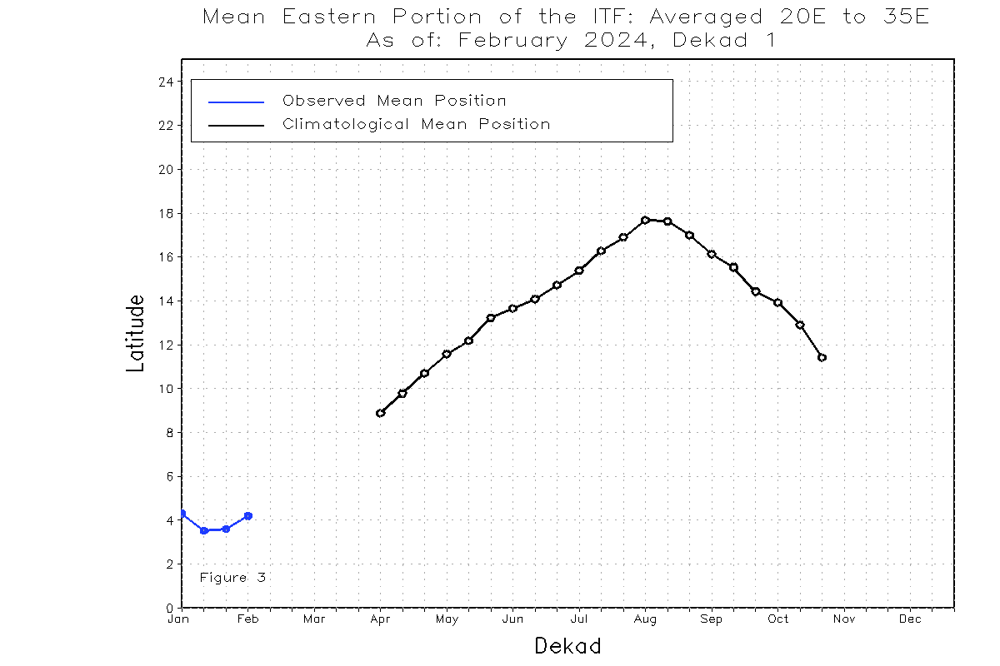 Mean Eastern Portion of the ITF: Averaged 20E to 35E
As of: February 2024, Dekad 1
Observed Mean Position
Climatological Mean Position
24
22
20
18
16
14
12
10
8
6
4
2
0
Latitude
Figure 3
Jan Feb Mar Apr May Jun Jul Aug Sep Oct Nov Dec
Dekad